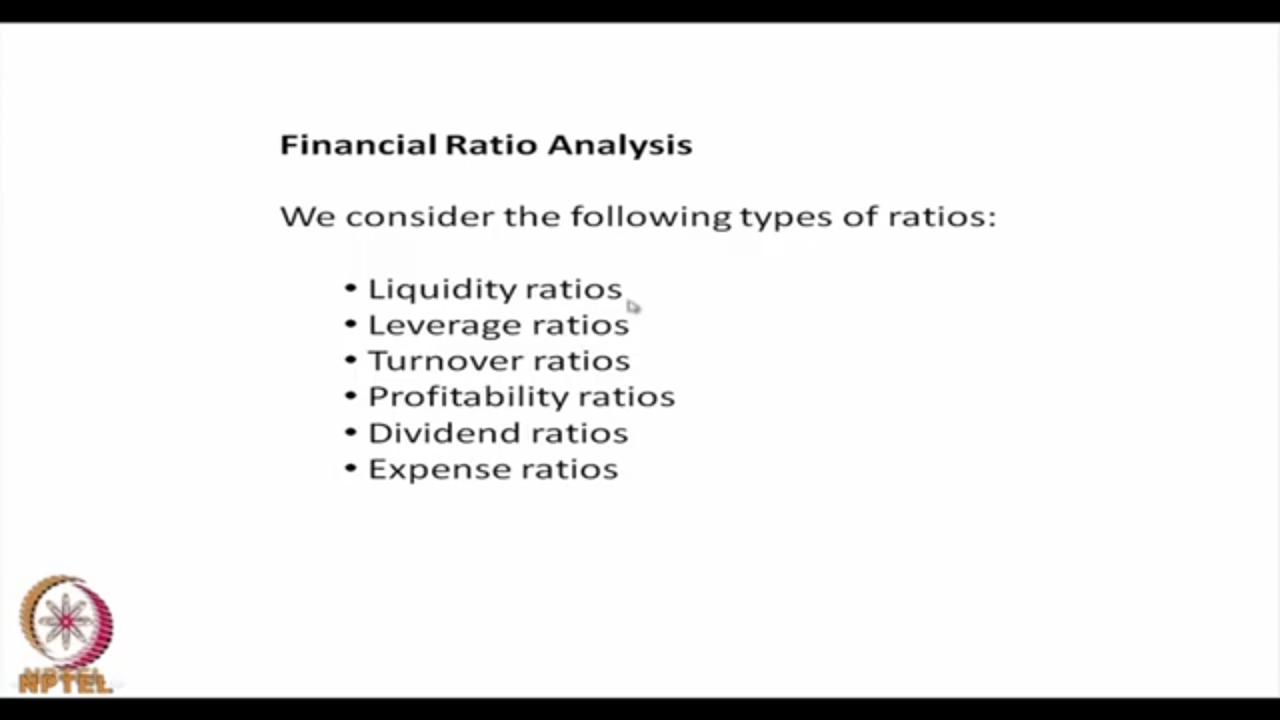 Financial Ratio Analysis
We consider the following types of ratios:
• Liquidity ratios
• Leverage ratios
• Turnover ratios
• Profitability ratios
• Dividend ratios
• Expense ratios
NPTEL